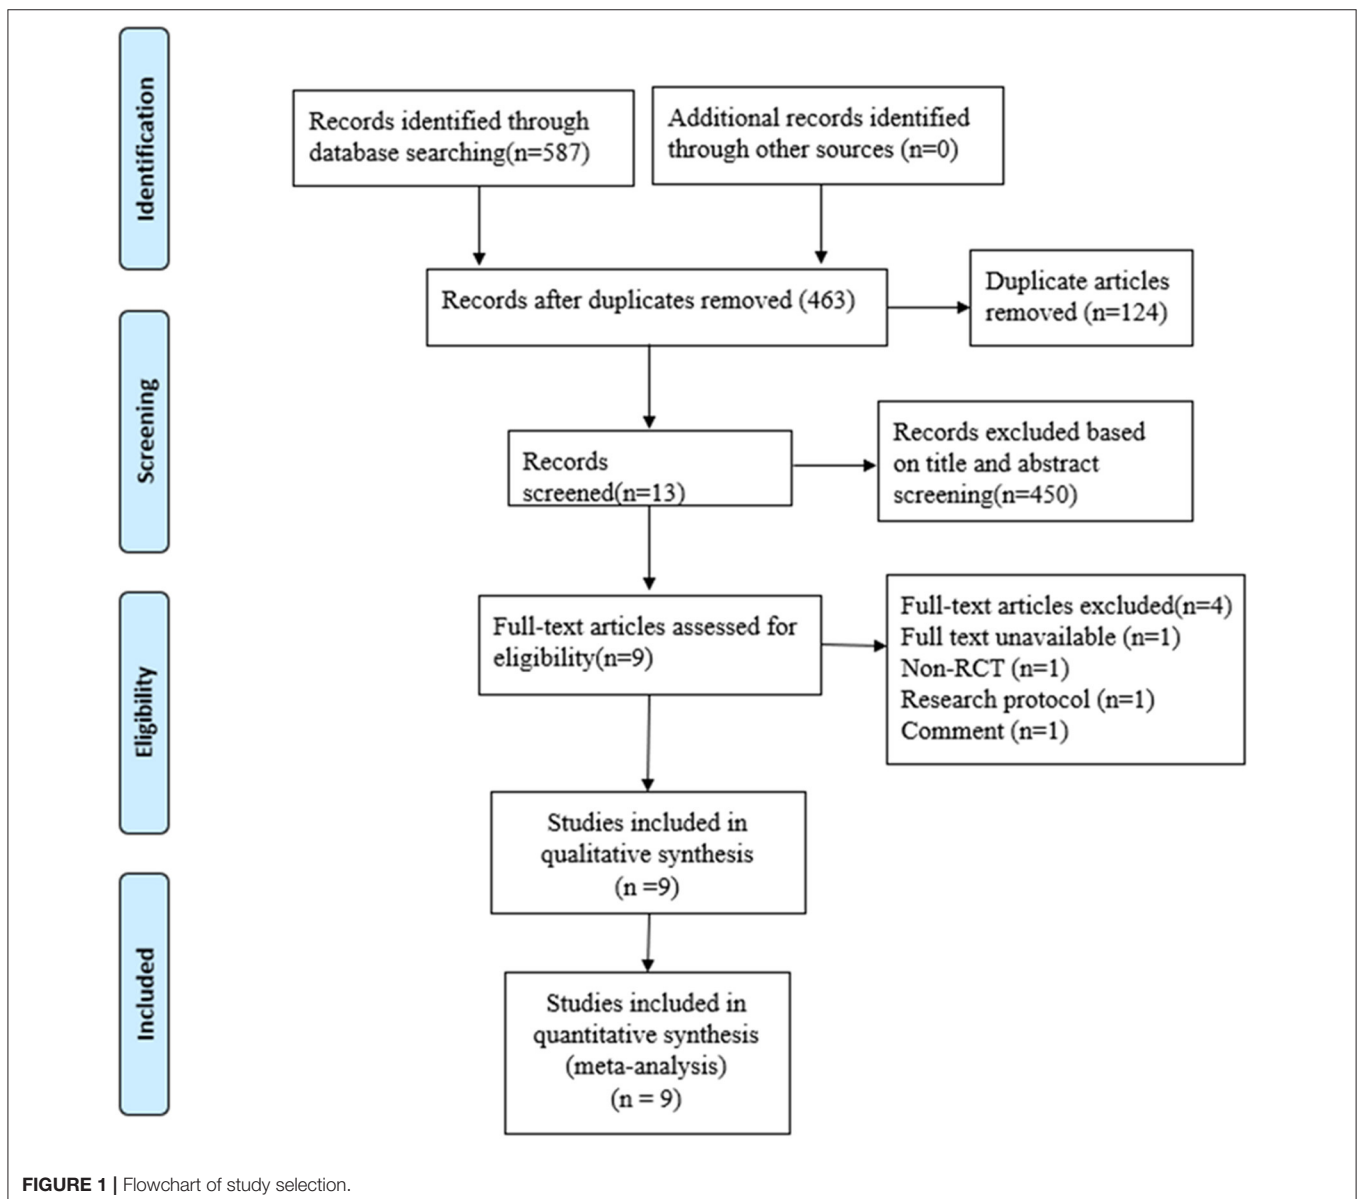 Identification
Records identified through
database searching(n=587)
Additional records identified
through other sources (n=0)
Records after duplicates removed (463)
Duplicate articles
removed (n=124)
Screening
Records
screened(n=13)
Records excluded based
on title and abstract
screening(n=450)
Eligibility
Full-text articles assessed for
eligibility(n=9)
Full-text articles excluded(n=4)
Full text unavailable (n=1)
Non-RCT (n=1)
Research protocol (n=1)
Comment (n=1)
Studies included in
qualitative synthesis
(n =9)
Included
Studies included in
quantitative synthesis
(meta-analysis)
(n = 9)
FIGURE 1 | Flowchart of study selection.